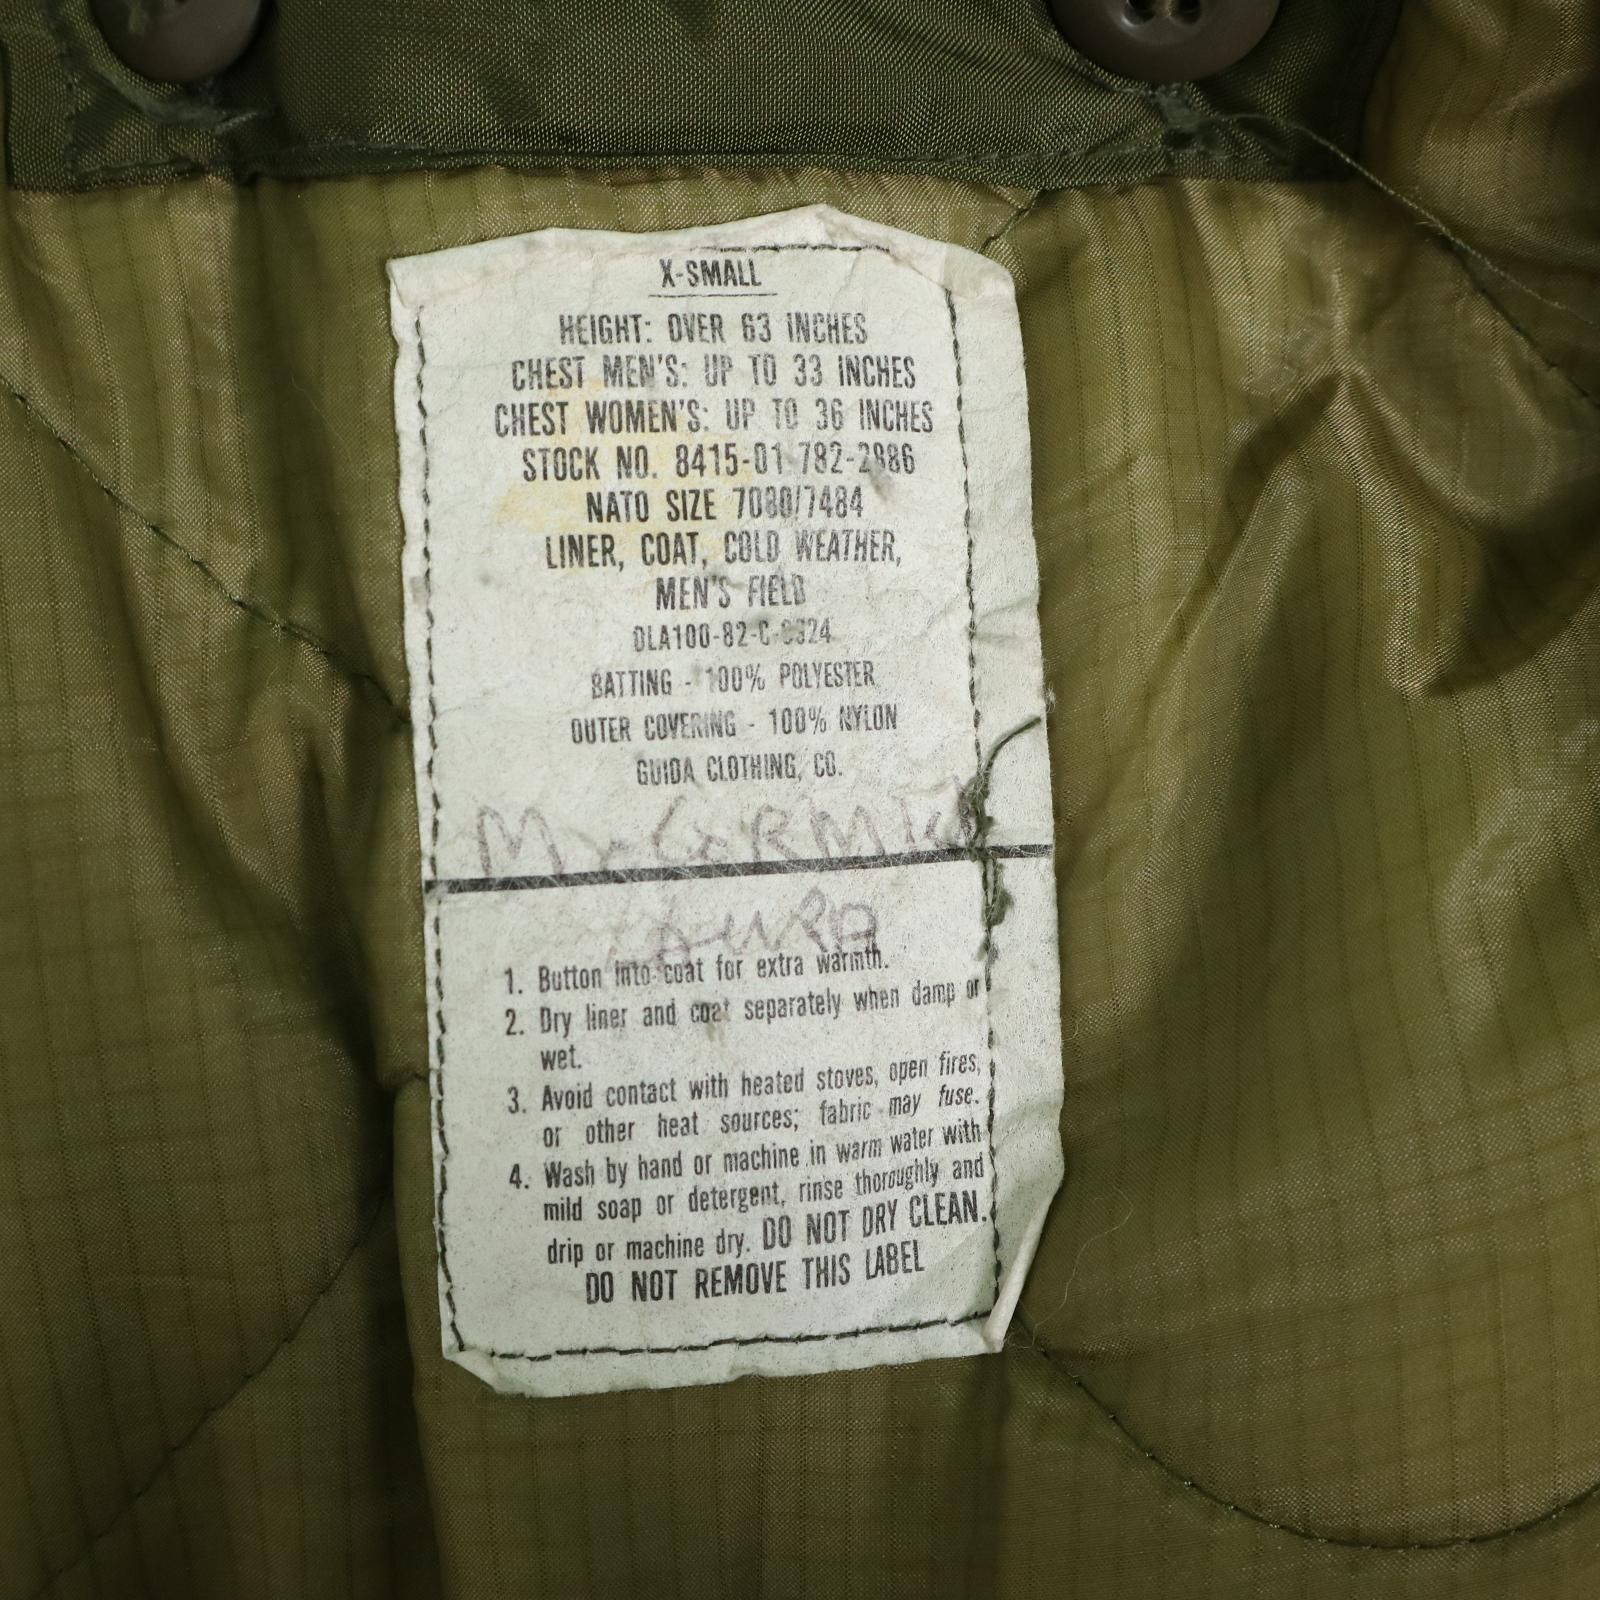 X-SMALL
HEIGHT: OVER 63 INCHES
CHEST MEN'S: UP TO 33 INCHES
CHEST WOMEN'S: UP TO 36 INCHES
STOCK NO. 8415-01-782-2886
NATO SIZE 7080/7484
LINER, COAT, COLD WEATHER,
MEN'S FIELD
BATTING - 100% POLYESTER
OUTER COVERING - 100% NYLON
GUIDA CLOTHING, CO.
McCORMICK
LAURA
1. Button into coat for extra warmth.
2. Dry liner and coat separately when damp or
wet.
3. Avoid contact with heated stoves, open fires,
or other heat sources; fabric may fuse.
4. Wash by hand or machine in warm water with
mild soap or detergent, rinse thoroughly and
drip or machine dry. DO NOT DRY CLEAN.
DO NOT REMOVE THIS LABEL